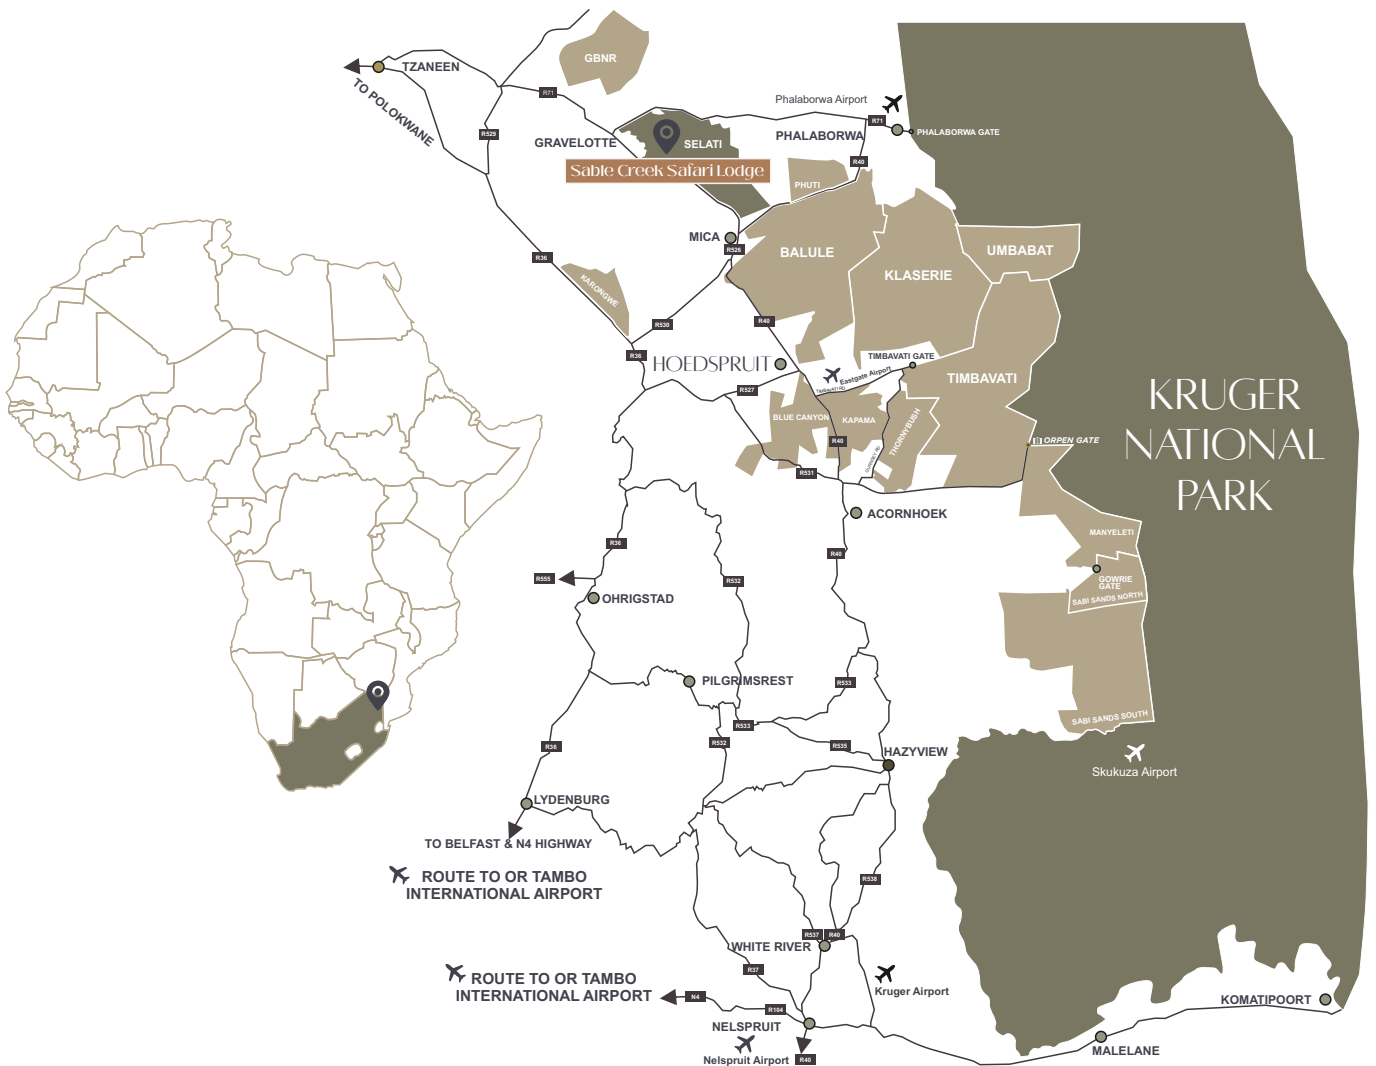 GBNR
TZANEEN
TO POLOKWANE
R71
R529
GRAVELOTTE
Phalaborwa Airport
R71
PHALABORWA
PHALABORWA GATE
SELATI
R40
Sable Creek Safari Lodge
PHUTI
MICA
R526
R36
KARONGWE
BALULE
KLASERIE
UMBABAT
R530
R40
R36
HOEDSPRUIT
TIMBAVATI GATE
Eastgate Airport
TIMBAVATI RD
R527
TIMBAVATI
KRUGER
NATIONAL
PARK
BLUE CANYON
KAPAMA
THORNYBUSH
R40
ORPEN GATE
R531
ACORNHOEK
R36
R40
MANYELETI
R555
R532
GOWRIE
GATE
SABI SANDS NORTH
OHRIGSTAD
PILGRIMSREST
R533
SABI SANDS SOUTH
R533
R532
R535
R36
HAZYVIEW
Skukuza Airport
LYDENBURG
TO BELFAST & N4 HIGHWAY
ROUTE TO OR TAMBO
INTERNATIONAL AIRPORT
R538
R537
R40
WHITE RIVER
R37
ROUTE TO OR TAMBO
INTERNATIONAL AIRPORT
N4
R104
Kruger Airport
KOMATIPOORT
NELSPRUIT
Nelspruit Airport
R40
MALELANE